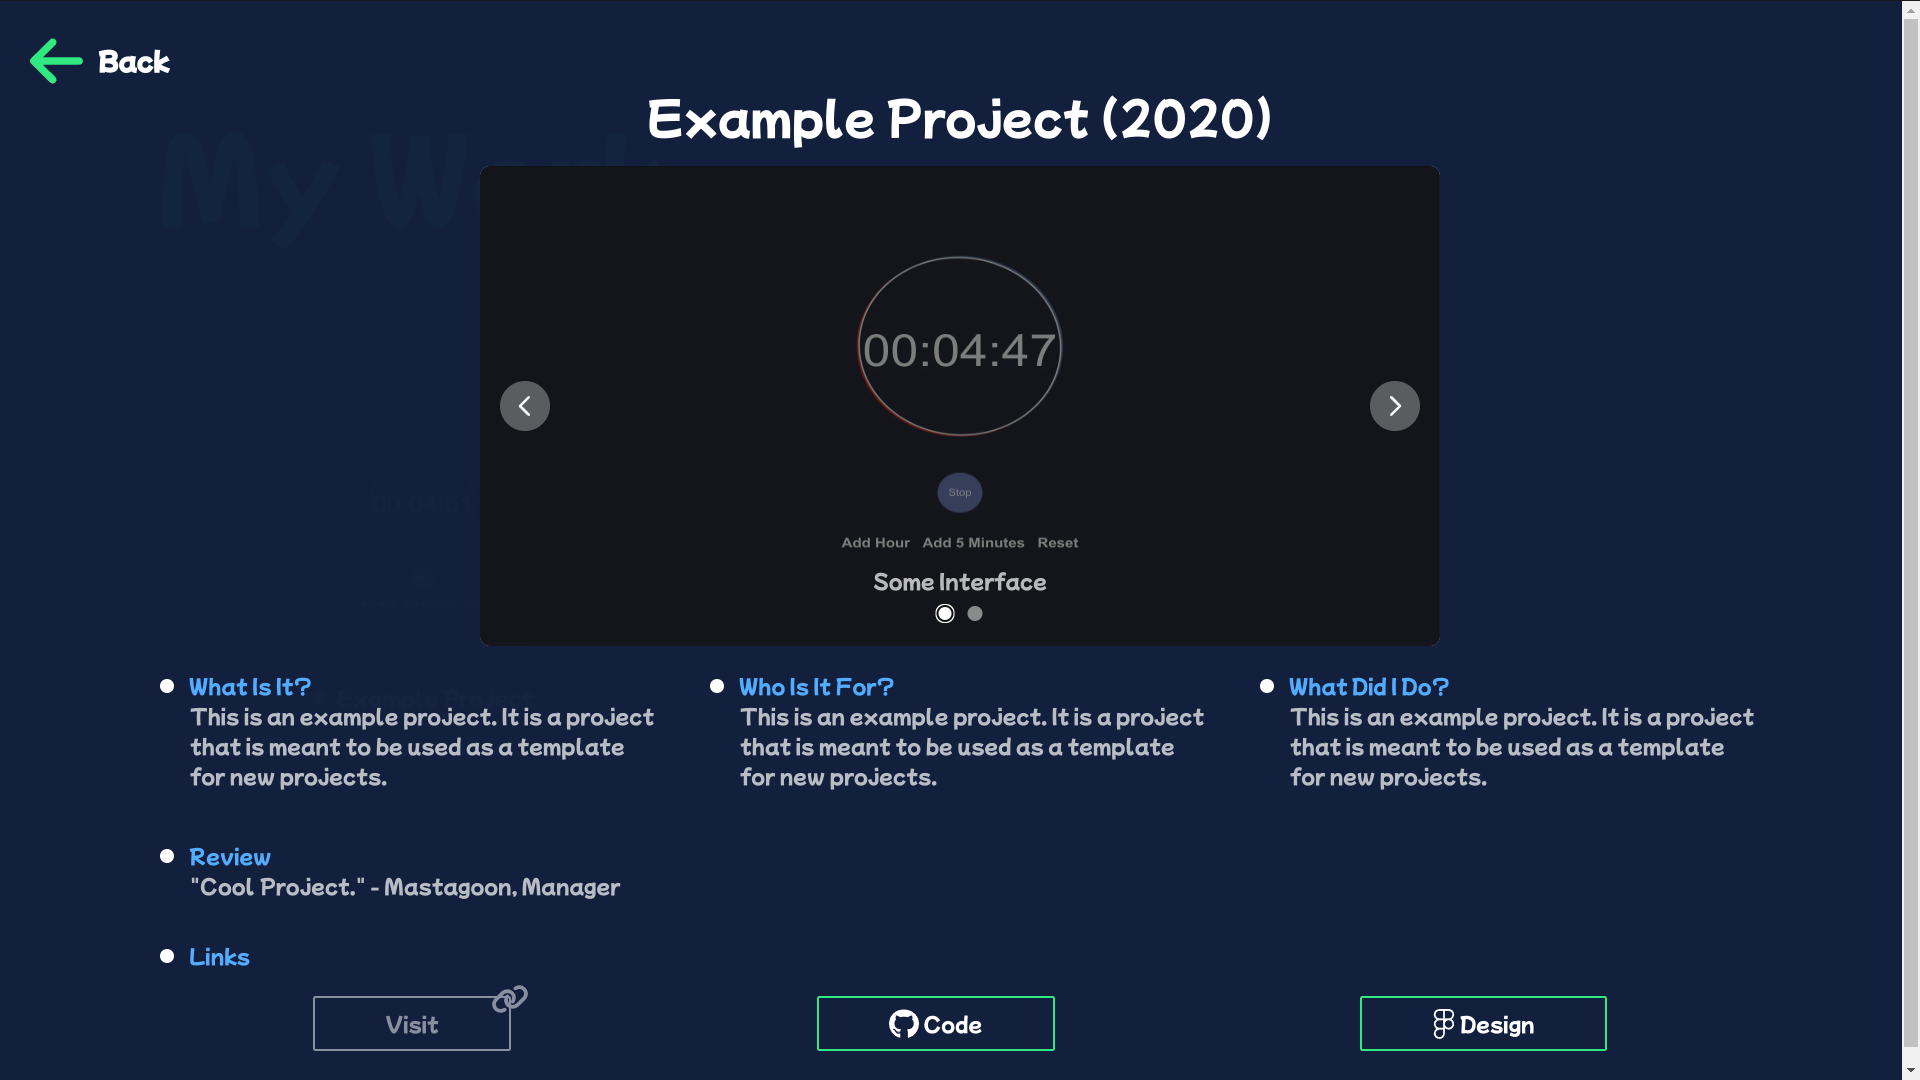 Back
Example Project (2020)
My Work
00:04:47
Stop
Add Hour Add 5 Minutes Reset
Some Interface
What Is It?
This is an example project. It is a project
that is meant to be used as a template
for new projects.
Who Is It For?
This is an example project. It is a project
that is meant to be used as a template
for new projects.
What Did I Do?
This is an example project. It is a project
that is meant to be used as a template
for new projects.
Example Project
Review
"Cool Project." - Mastagoon, Manager
Links
Visit
Code
Design